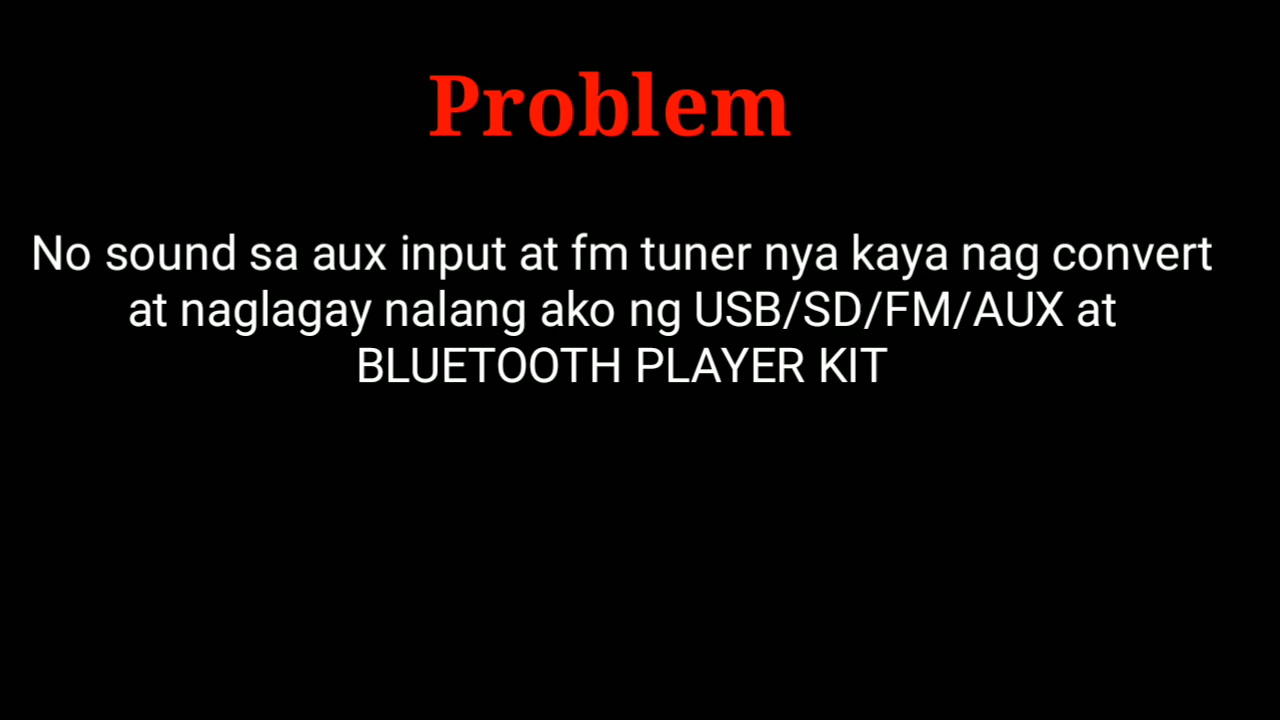 Problem
No sound sa aux input at fm tuner nya kaya nag convert
at naglagay nalang ako ng USB/SD/FM/AUX at
BLUETOOTH PLAYER KIT